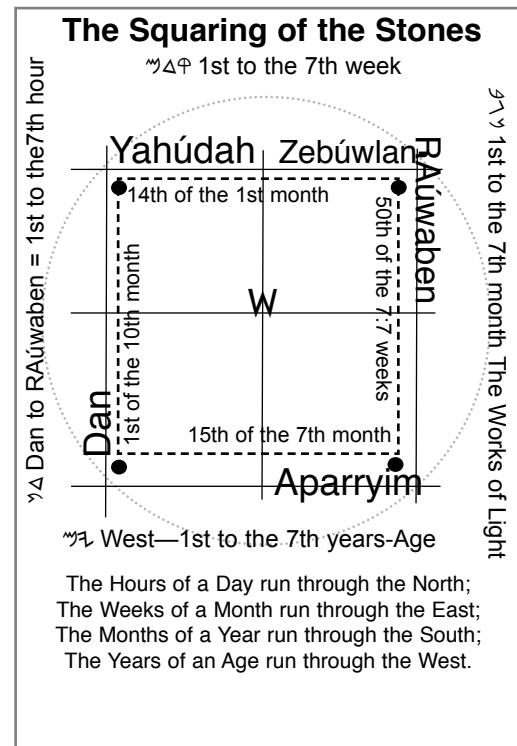 The Squaring of the Stones
𐤌𐤃𐤒 1st to the 7th week
Dan to RAúwaben = 1st to the7th hour
1st to the 7th month The Works of Light
Yahúdah
Zebúwlan
RAúwaben
14th of the 1st month
50th of the 7:7 weeks
1st of the 10th month
W
Dan
15th of the 7th month
Aparryim
West—1st to the 7th years-Age
The Hours of a Day run through the North;
The Weeks of a Month run through the East;
The Months of a Year run through the South;
The Years of an Age run through the West.